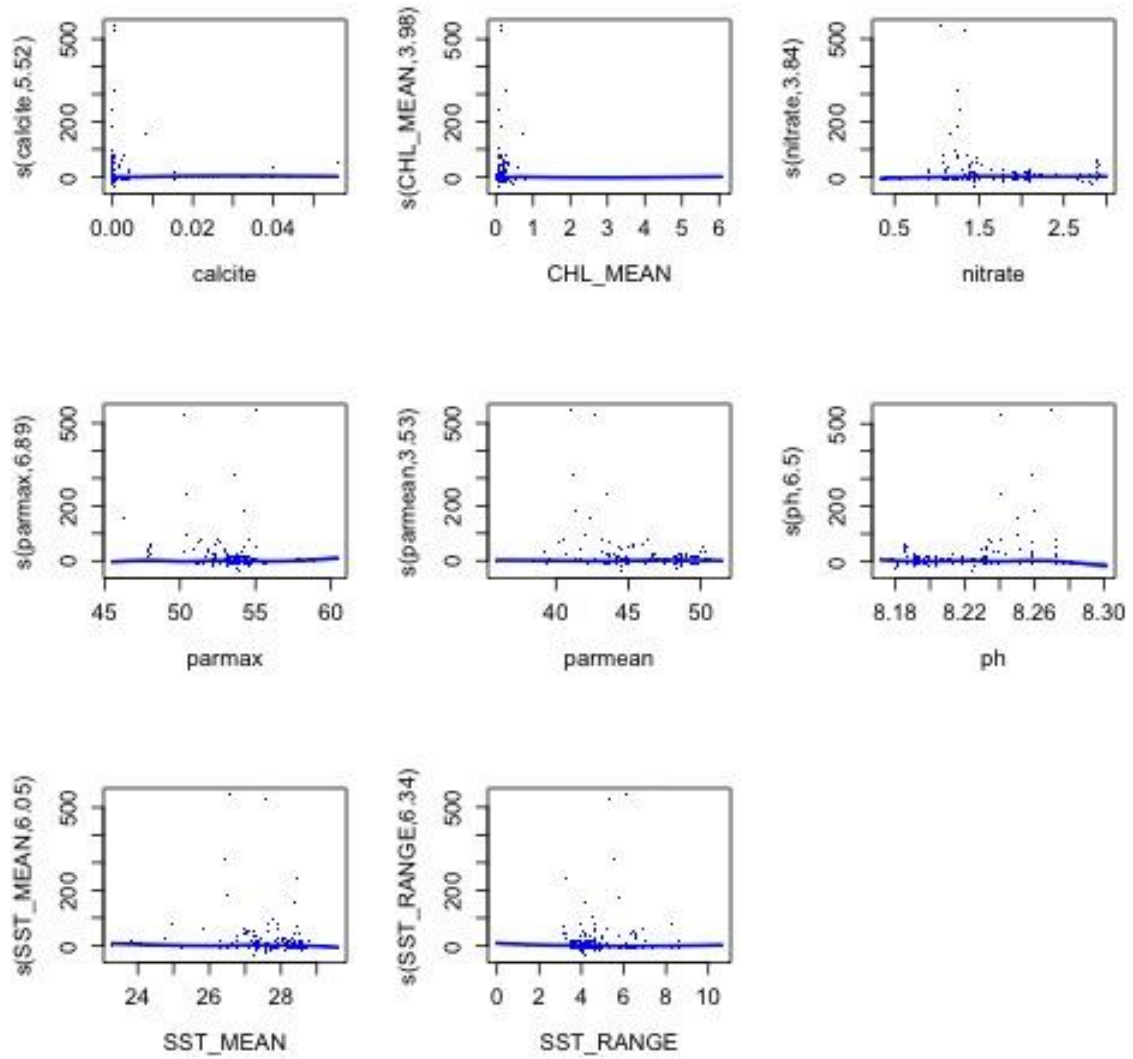 s(calcite,5.52)
500
200
0
0.00 0.02 0.04
calcite
s(CHL_MEAN,3.98)
500
200
0
0 1 2 3 4 5 6
CHL_MEAN
s(nitrate,3.84)
500
200
0
0.5 1.5 2.5
nitrate
s(parmax,6.89)
500
200
0
45 50 55 60
parmax
s(parmean,3.53)
500
200
0
40 45 50
parmean
s(ph,6.5)
500
200
0
8.18 8.22 8.26 8.30
ph
s(SST_MEAN,6.05)
500
200
0
24 26 28
SST_MEAN
s(SST_RANGE,6.34)
500
200
0
0 2 4 6 8 10
SST_RANGE